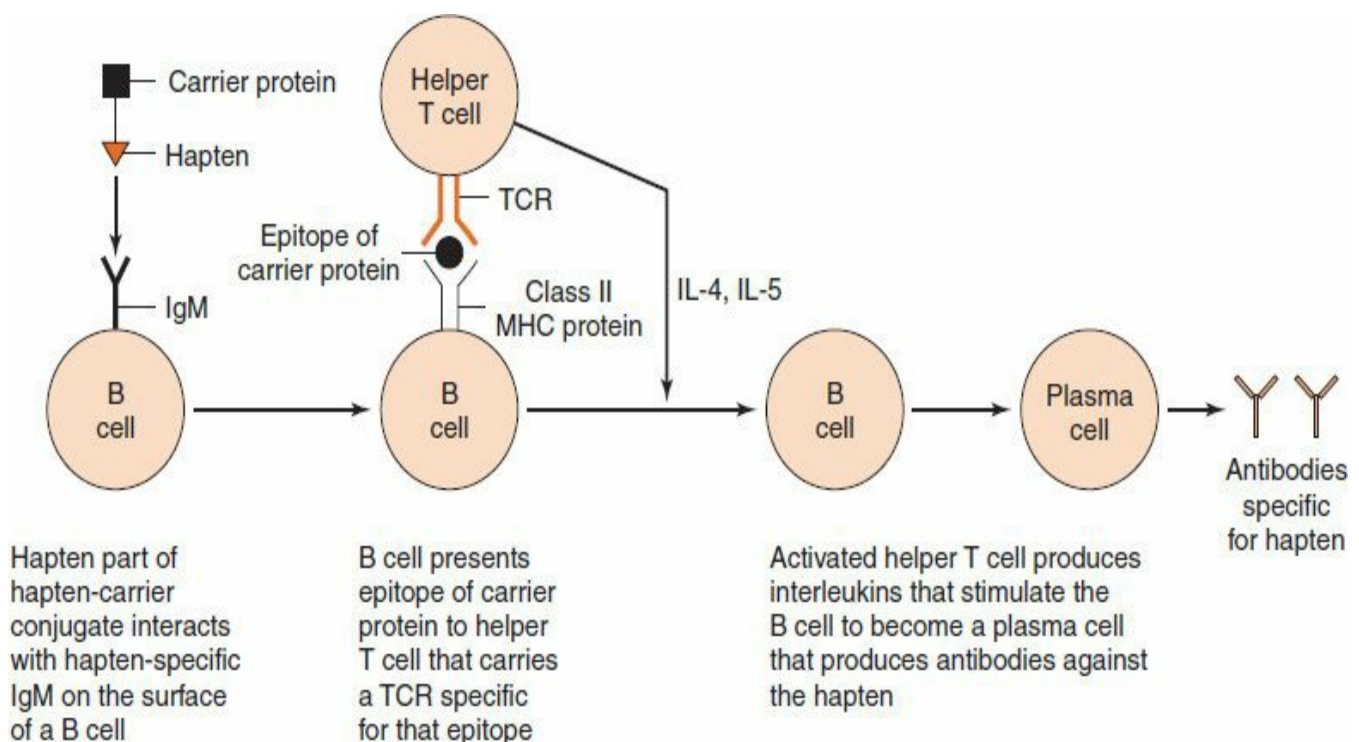 Carrier protein
Hapten
IgM
B
cell
Helper
T cell
TCR
Epitope of
carrier protein
Class II
MHC protein
B
cell
IL-4, IL-5
B
cell
Plasma
cell
Antibodies
specific
for hapten
Hapten part of
hapten-carrier
conjugate interacts
with hapten-specific
IgM on the surface
of a B cell
B cell presents
epitope of carrier
protein to helper
T cell that carries
a TCR specific
for that epitope
Activated helper T cell produces
interleukins that stimulate the
B cell to become a plasma cell
that produces antibodies against
the hapten